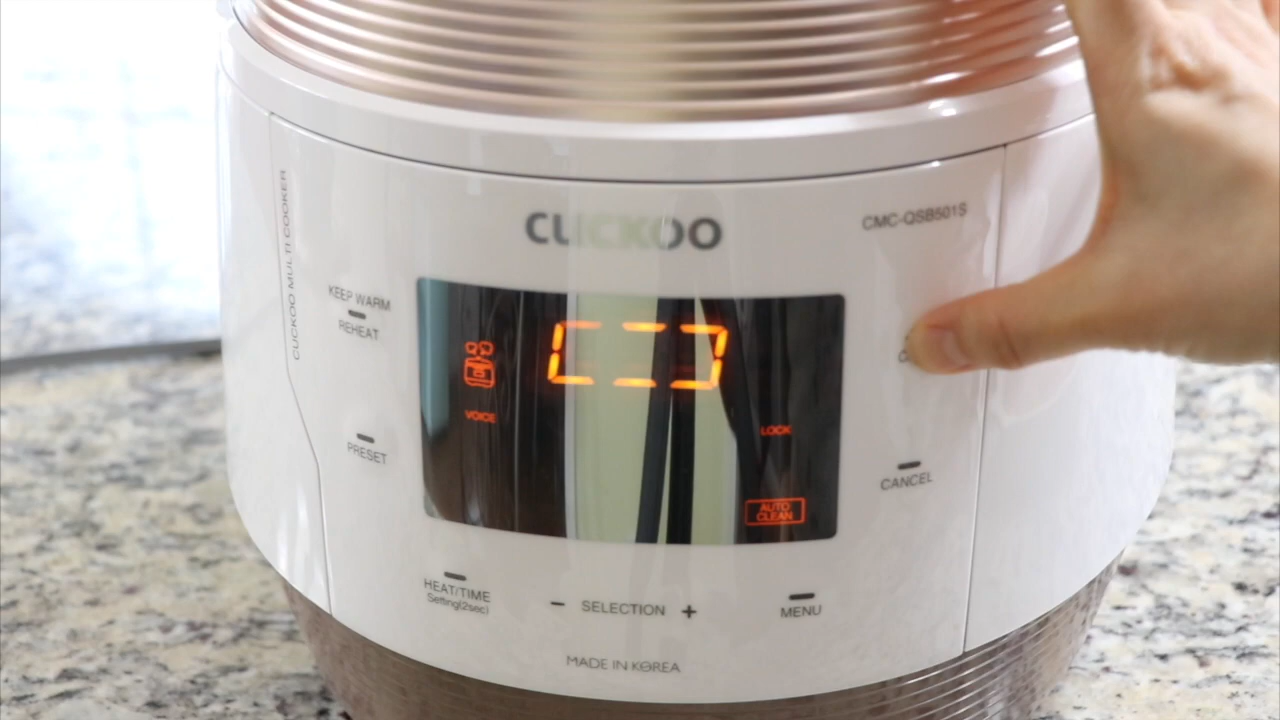 CUCKOO
CMC-QSB501S
CUCKOO MULTI COOKER
KEEP WARM
REHEAT
VOICE
LOCK
PRESET
CANCEL
AUTO
CLEAN
HEAT/TIME
Setting(2sec)
− SELECTION +
MENU
MADE IN KOREA